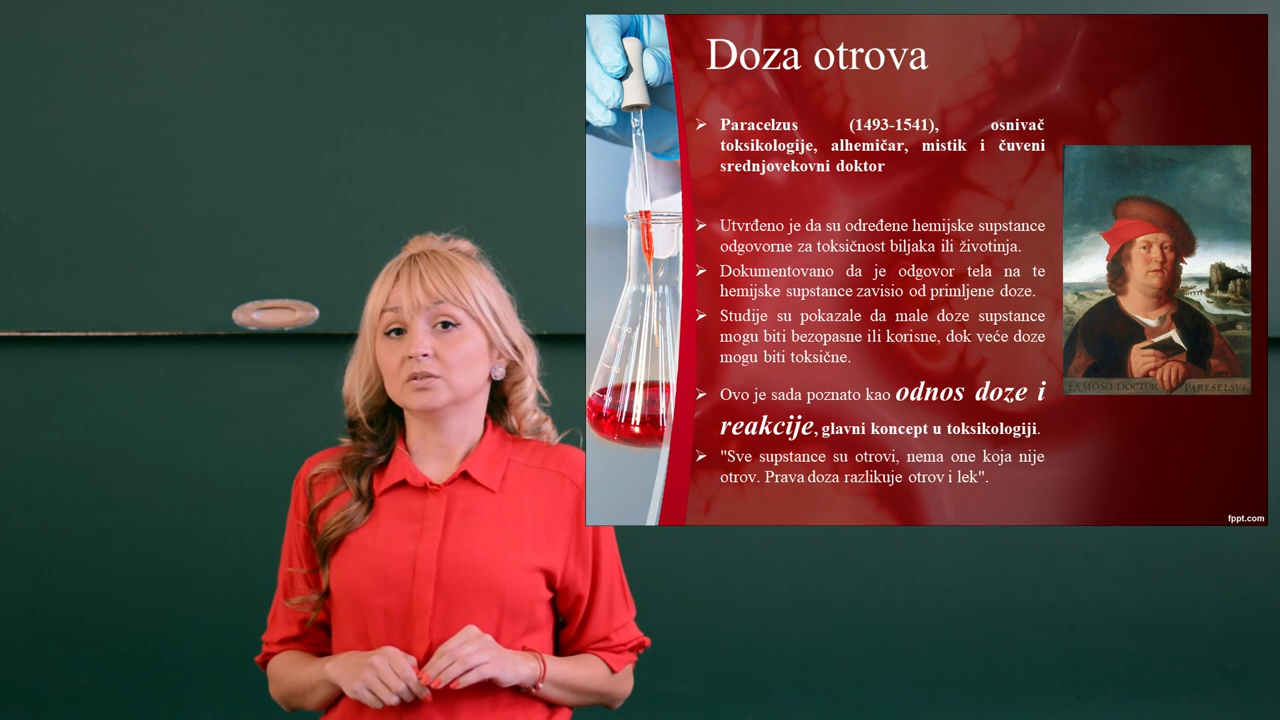 Doza otrova
Paracelzus (1493-1541), osnivač
toksikologije, alhemičar, mistik i čuveni
srednjovekovni doktor
Utvrđeno je da su određene hemijske supstance
odgovorne za toksičnost biljaka ili životinja.
Dokumentovano da je odgovor tela na te
hemijske supstance zavisio od primljene doze.
Studije su pokazale da male doze supstance
mogu biti bezopasne ili korisne, dok veće doze
mogu biti toksične.
Ovo je sada poznato kao odnos doze i
reakcije, glavni koncept u toksikologiji.
"Sve supstance su otrovi, nema one koja nije
otrov. Prava doza razlikuje otrov i lek".
FAMOSO DOCTOR PARESELSVS
fppt.com